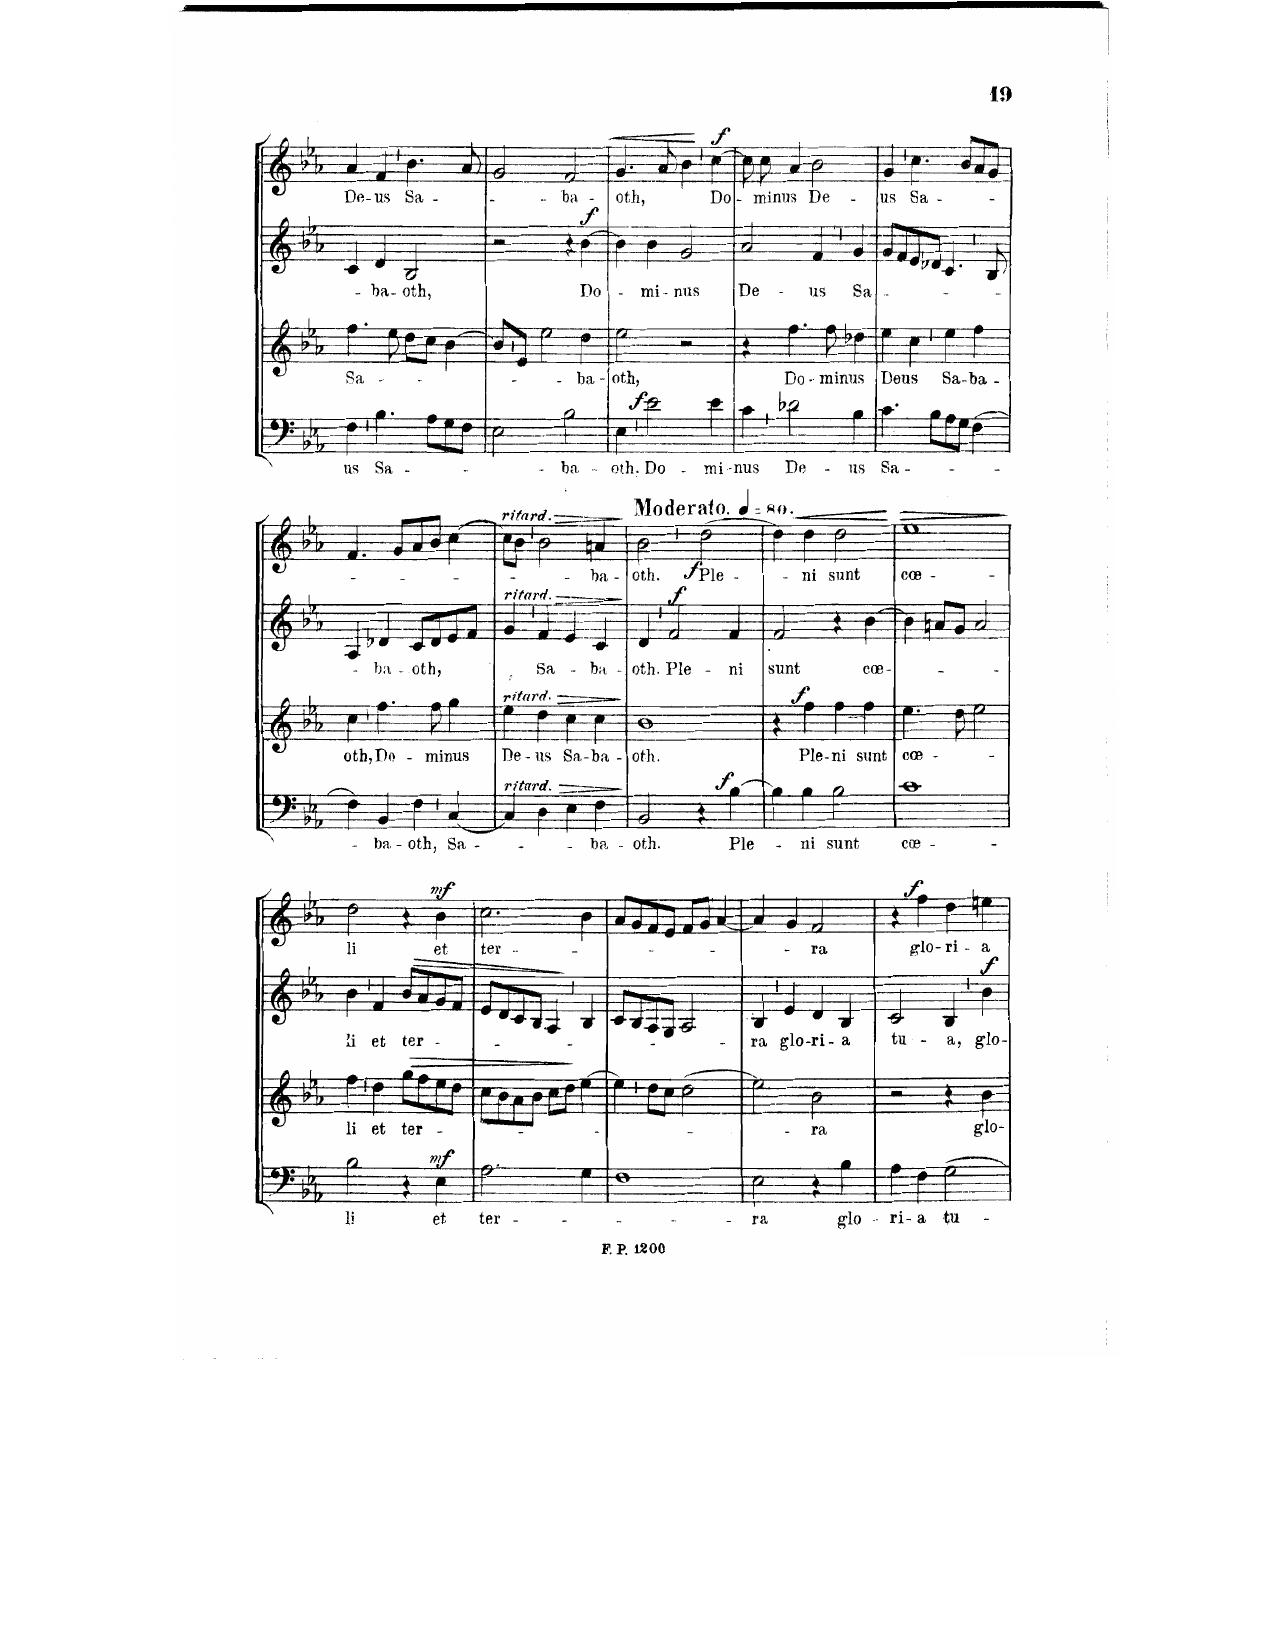 19
f
De-us Sa - - - ba - oth, Do - minus De - us Sa - - -
f
- ba - oth, Do - mi - nus De - us Sa - - - -
Sa - - - - - ba - oth, Do - minus Deus Sa-ba-
f
us Sa - - - ba - oth. Do - mi-nus De - us Sa - - -
Moderato. ♩ = 80.
ritard.
- - - - - ba - oth. f Ple - - ni sunt cœ - -
ritard. f
- ba - oth, Sa - ba - oth. Ple - ni sunt cœ - - -
ritard. f
oth, Do - minus De - us Sa-ba - oth. Ple-ni sunt cœ - -
ritard. f
- ba - oth, Sa - - - ba - oth. Ple - ni sunt cœ - -
mf f
li et ter - - - - - ra glo-ri - a
f
li et ter - - - - - - ra glo-ri - a tu - a, glo-
li et ter - - - - - - ra glo-
mf
li et ter - - - - ra glo - ri - a tu -
F. P. 1200